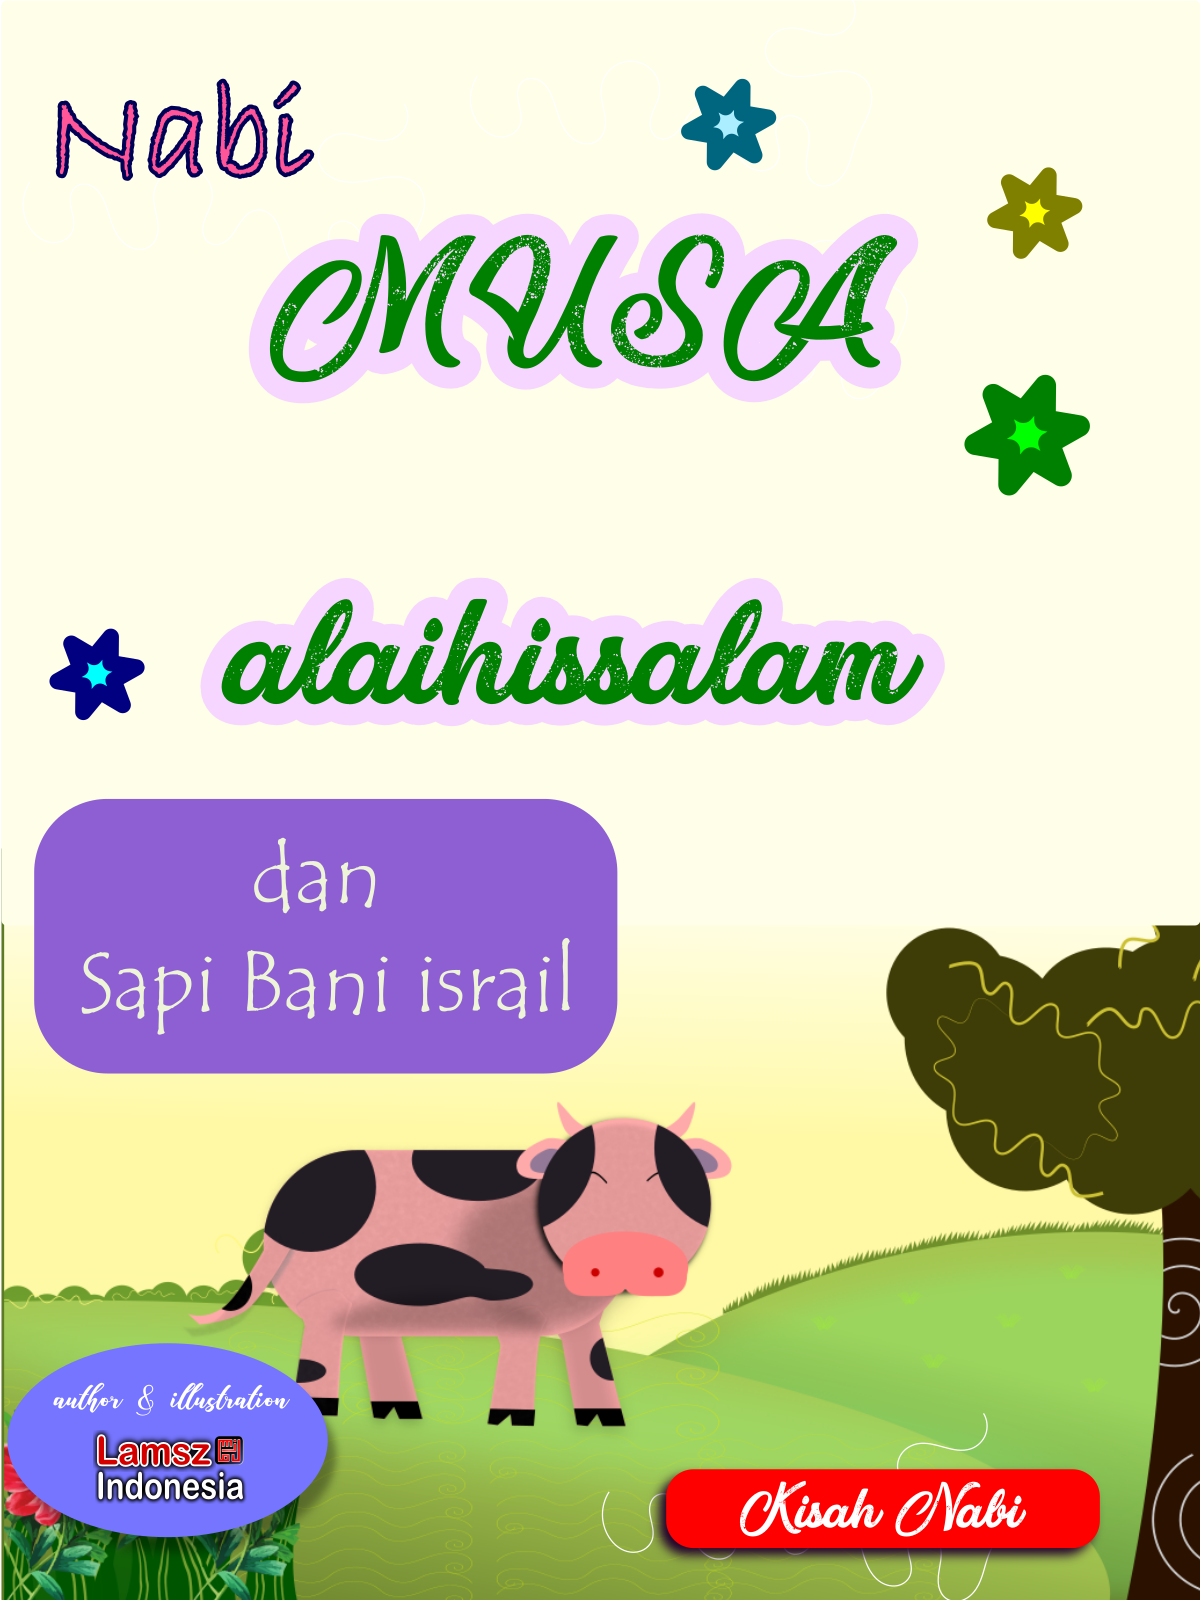 Nabi
MUSA
alaihissalam
dan
Sapi Bani israil
author & illustration
Lamsz
Indonesia
Kisah Nabi